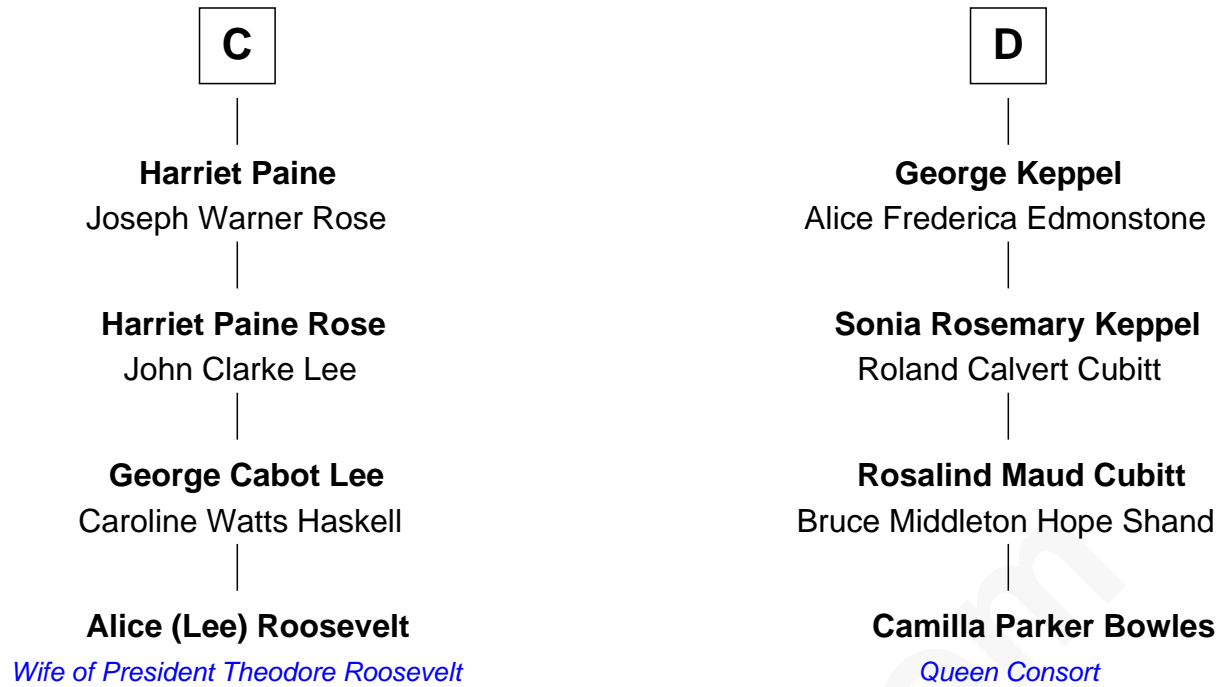 C
Harriet Paine
Joseph Warner Rose
Harriet Paine Rose
John Clarke Lee
George Cabot Lee
Caroline Watts Haskell
Alice (Lee) Roosevelt
Wife of President Theodore Roosevelt
D
George Keppel
Alice Frederica Edmonstone
Sonia Rosemary Keppel
Roland Calvert Cubitt
Rosalind Maud Cubitt
Bruce Middleton Hope Shand
Camilla Parker Bowles
Queen Consort